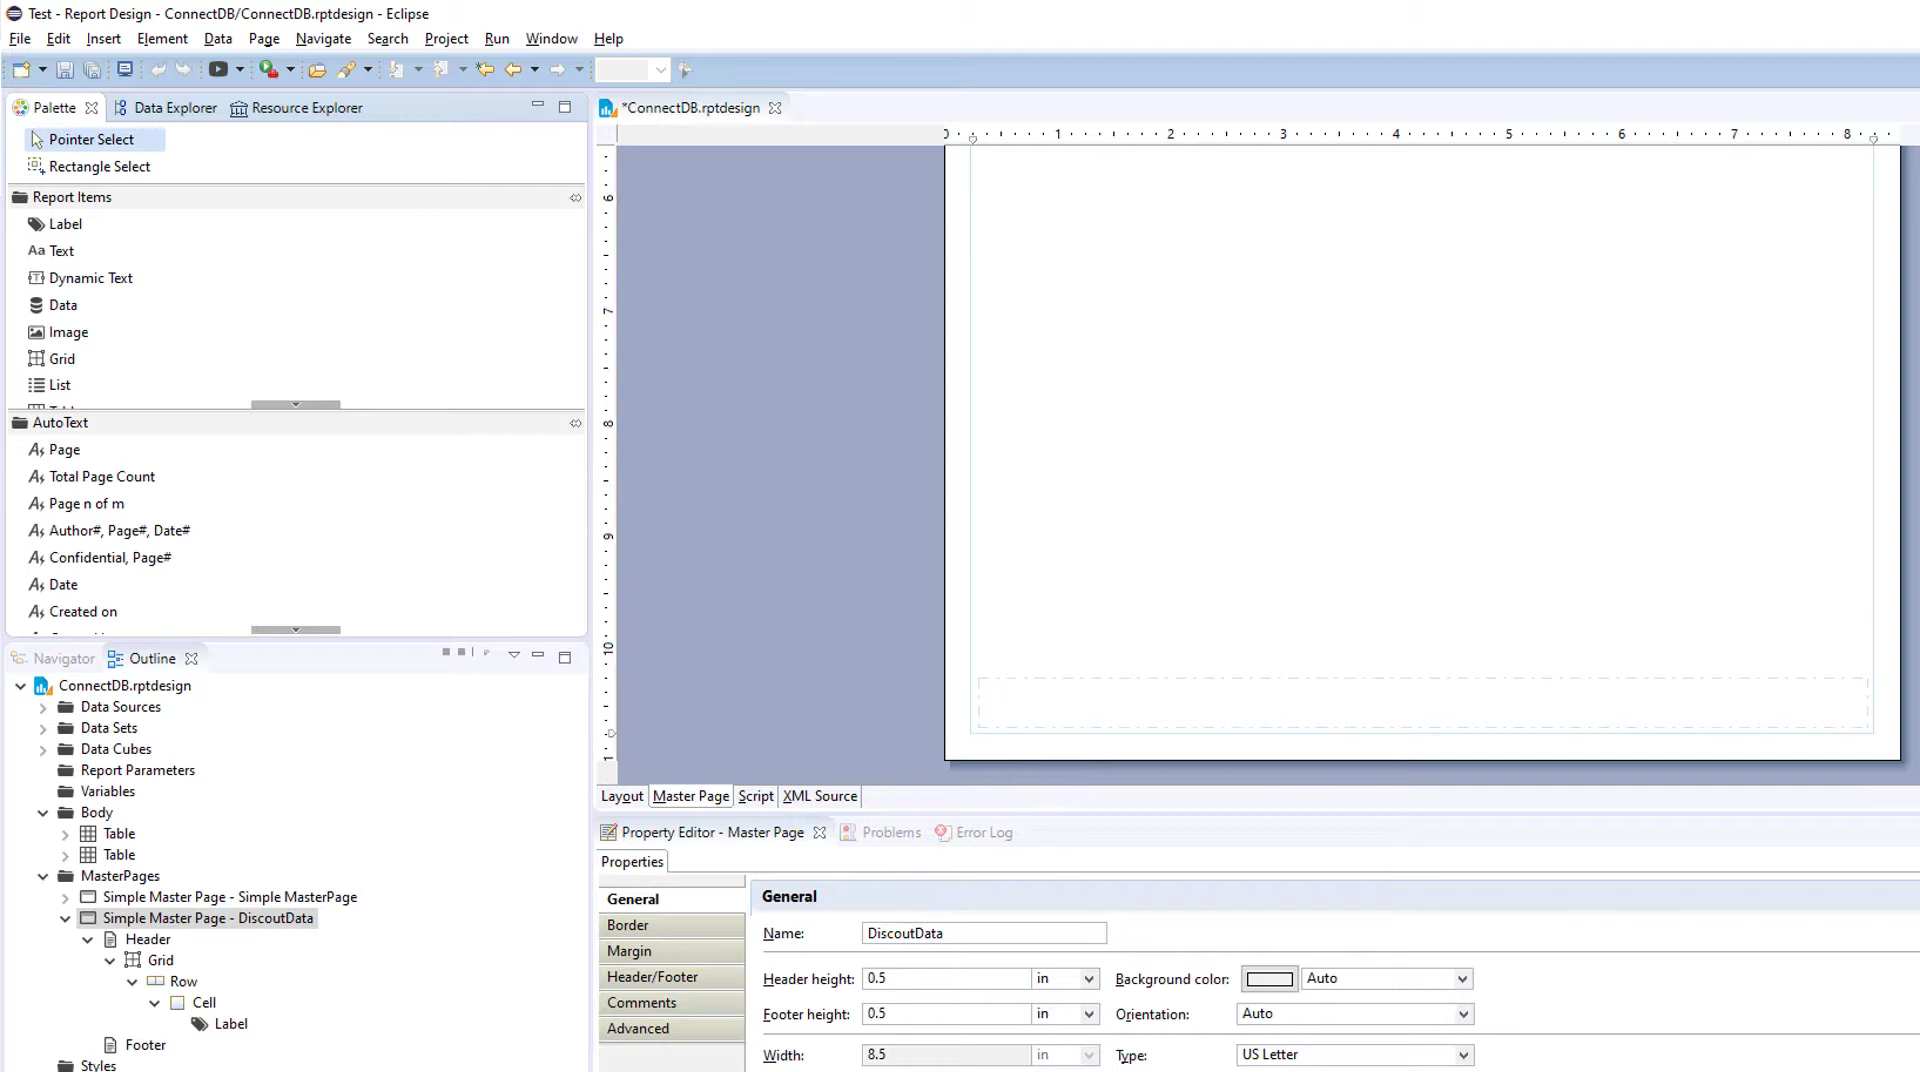 Test - Report Design - ConnectDB/ConnectDB.rptdesign - Eclipse
File Edit Insert Element Data Page Navigate Search Project Run Window Help
Palette Data Explorer Resource Explorer
Pointer Select
Rectangle Select
Report Items
Label
Aa Text
Dynamic Text
Data
Image
Grid
List
AutoText
Page
Total Page Count
Page n of m
Author#, Page#, Date#
Confidential, Page#
Date
Created on
Navigator Outline
ConnectDB.rptdesign
Data Sources
Data Sets
Data Cubes
Report Parameters
Variables
Body
Table
Table
MasterPages
Simple Master Page - Simple MasterPage
Simple Master Page - DiscoutData
Header
Grid
Row
Cell
Label
Footer
Styles
*ConnectDB.rptdesign
0 1 2 3 4 5 6 7 8
6
7
8
9
10
Layout Master Page Script XML Source
Property Editor - Master Page Problems Error Log
Properties
General
Border
Margin
Header/Footer
Comments
Advanced
General
Name: DiscoutData
Header height: 0.5 in Background color: Auto
Footer height: 0.5 in Orientation: Auto
Width: 8.5 in Type: US Letter